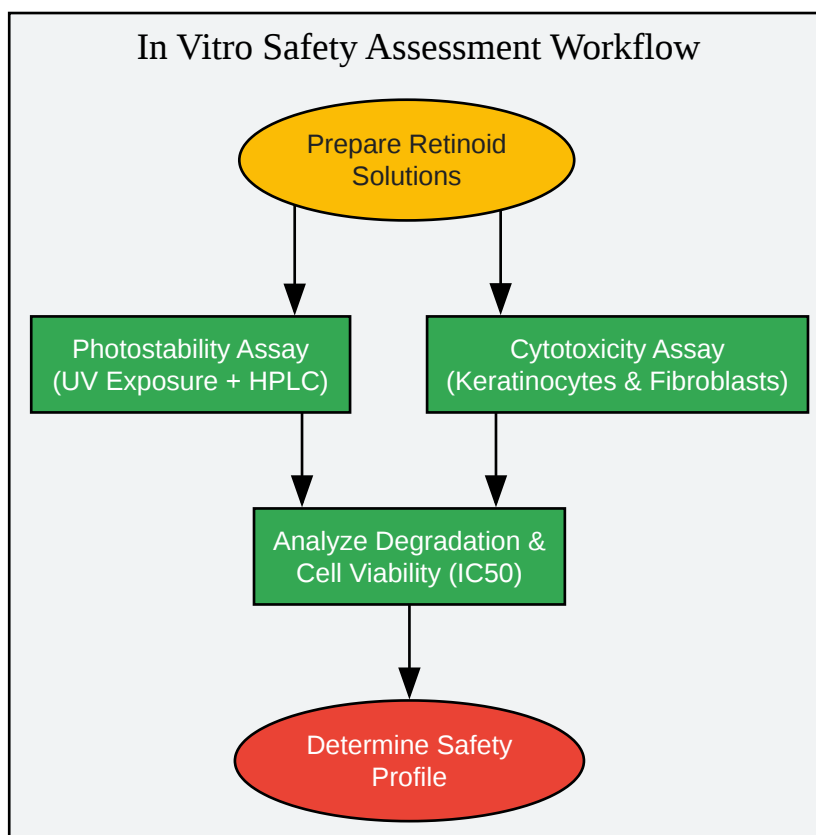 In Vitro Safety Assessment Workflow
Prepare Retinoid
Solutions
Photostability Assay
(UV Exposure + HPLC)
Cytotoxicity Assay
(Keratinocytes & Fibroblasts)
Analyze Degradation &
Cell Viability (IC50)
Determine Safety
Profile